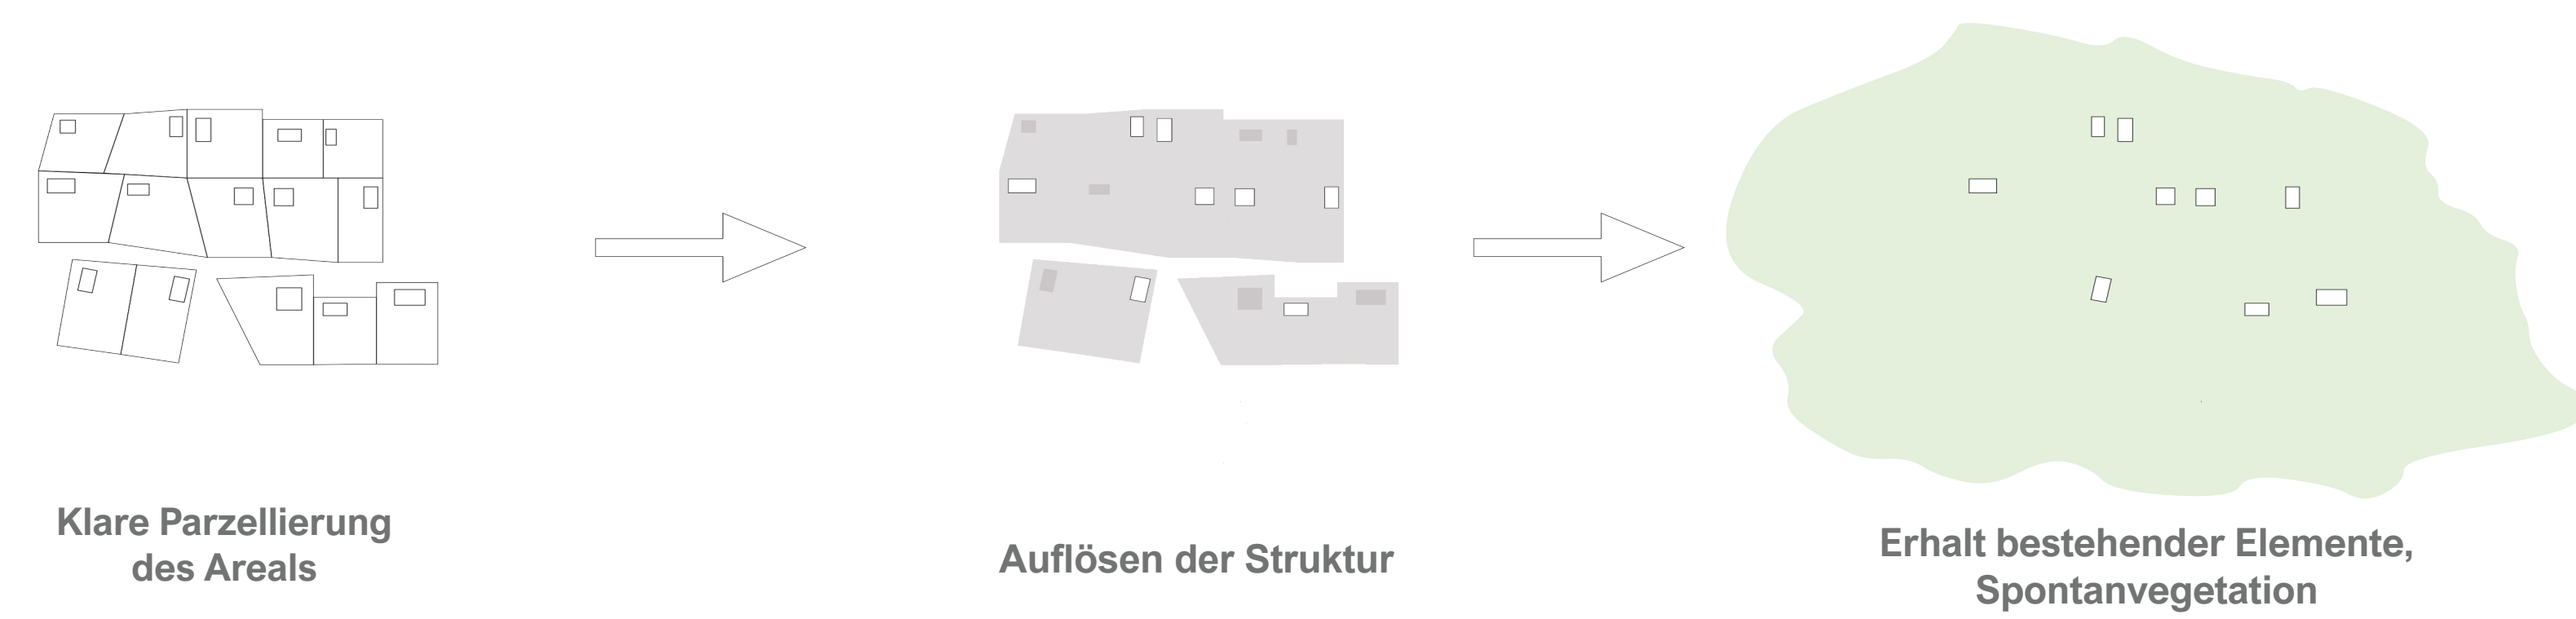 Klare Parzellierung
des Areals
Auflösen der Struktur
Erhalt bestehender Elemente,
Spontanvegetation